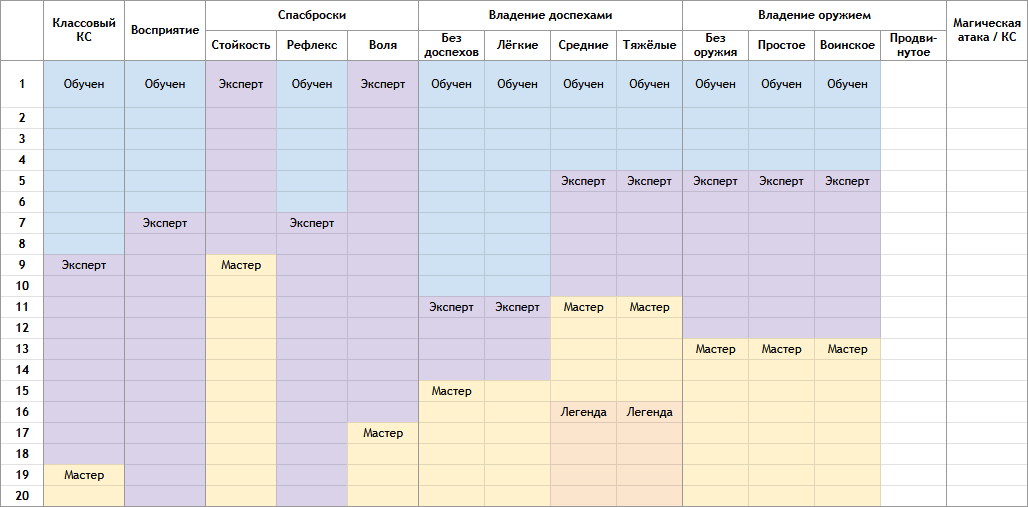 Классовый КС Восприятие Спасброски Владение доспехами Владение оружием Магическая атака / КС
Стойкость Рефлекс Воля Без доспехов Лёгкие Средние Тяжёлые Без оружия Простое Воинское Продви-нутое
1 Обучен Обучен Эксперт Обучен Эксперт Обучен Обучен Обучен Обучен Обучен Обучен Обучен
2
3
4
5 Эксперт Эксперт Эксперт Эксперт Эксперт
6
7 Эксперт Эксперт
8
9 Эксперт Мастер
10
11 Эксперт Эксперт Мастер Мастер
12
13 Мастер Мастер Мастер
14
15 Мастер
16 Легенда Легенда
17 Мастер
18
19 Мастер
20